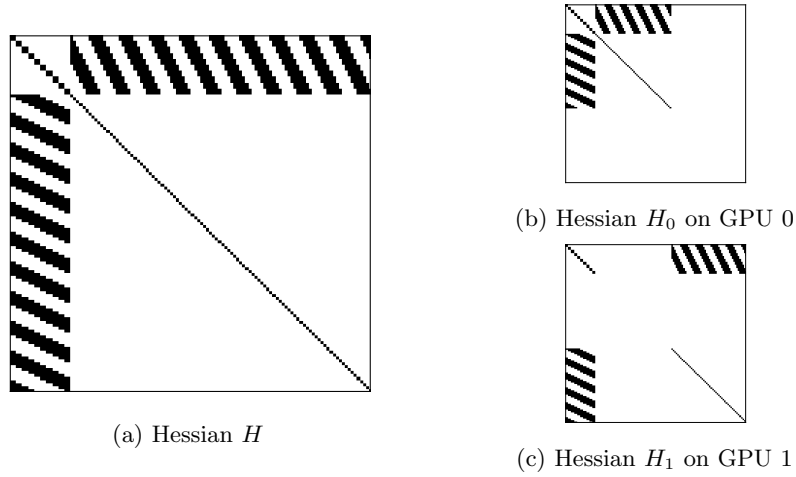 (a) Hessian H
(b) Hessian H₀ on GPU 0
(c) Hessian H₁ on GPU 1